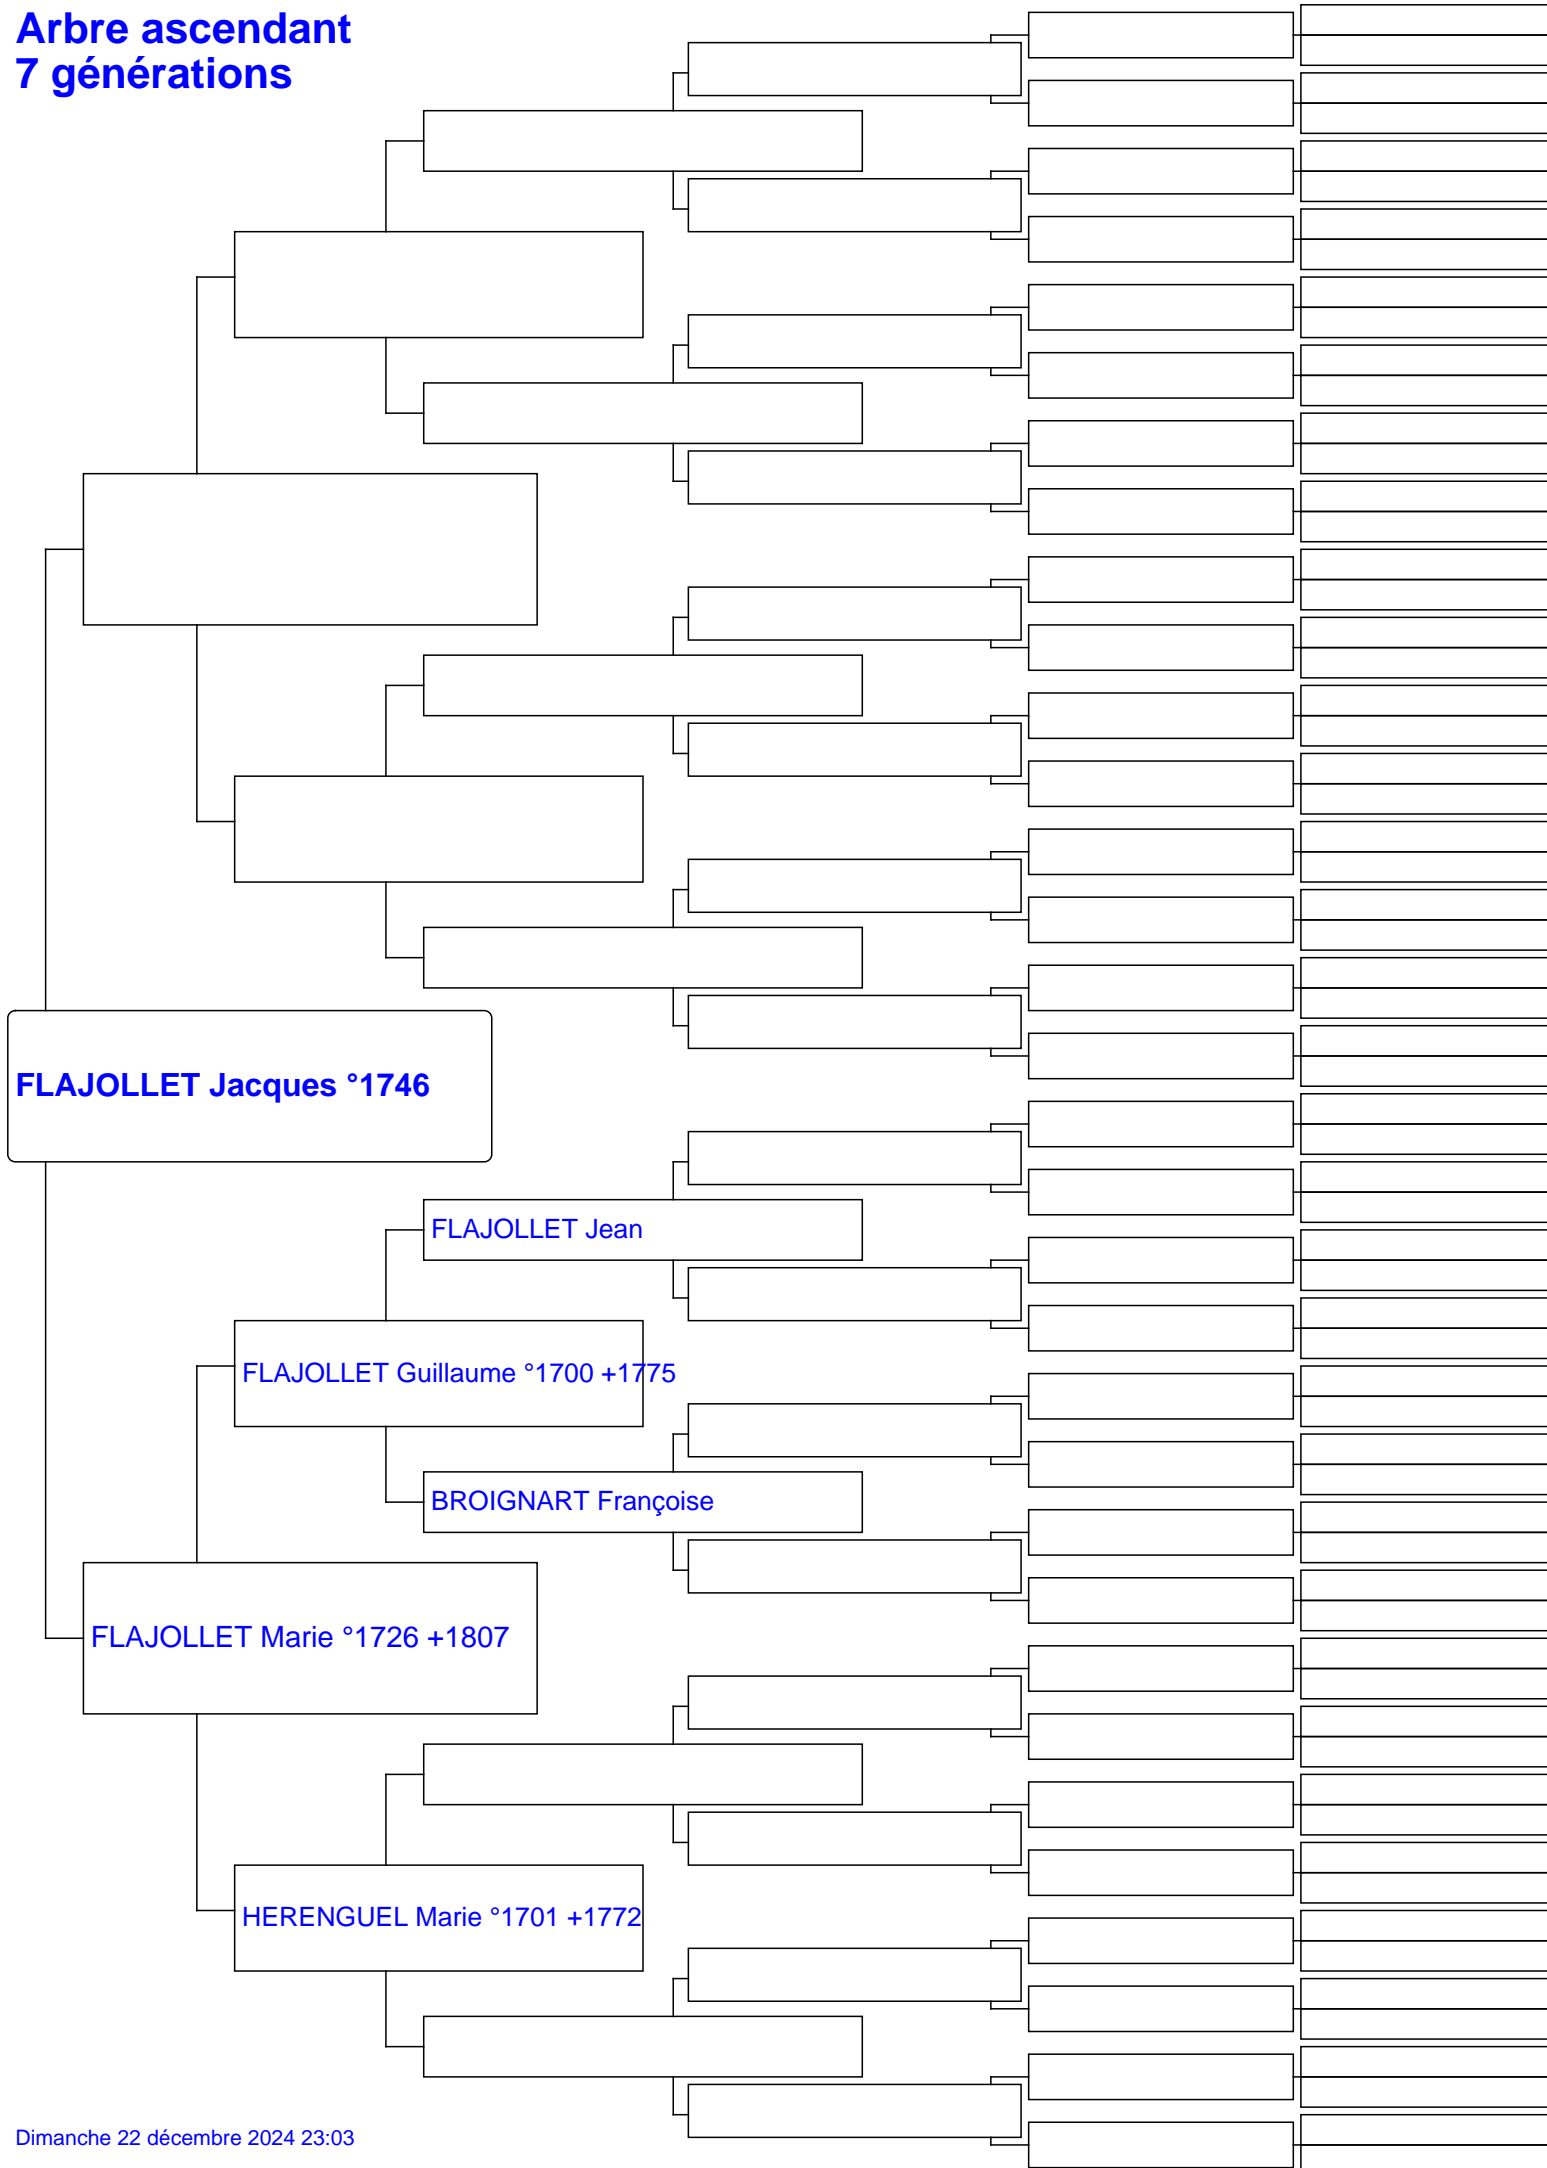 Arbre ascendant
7 générations
FLAJOLLET Jacques °1746
FLAJOLLET Jean
FLAJOLLET Guillaume °1700 +1775
BROIGNART Françoise
FLAJOLLET Marie °1726 +1807
HERENGUEL Marie °1701 +1772
Dimanche 22 décembre 2024 23:03